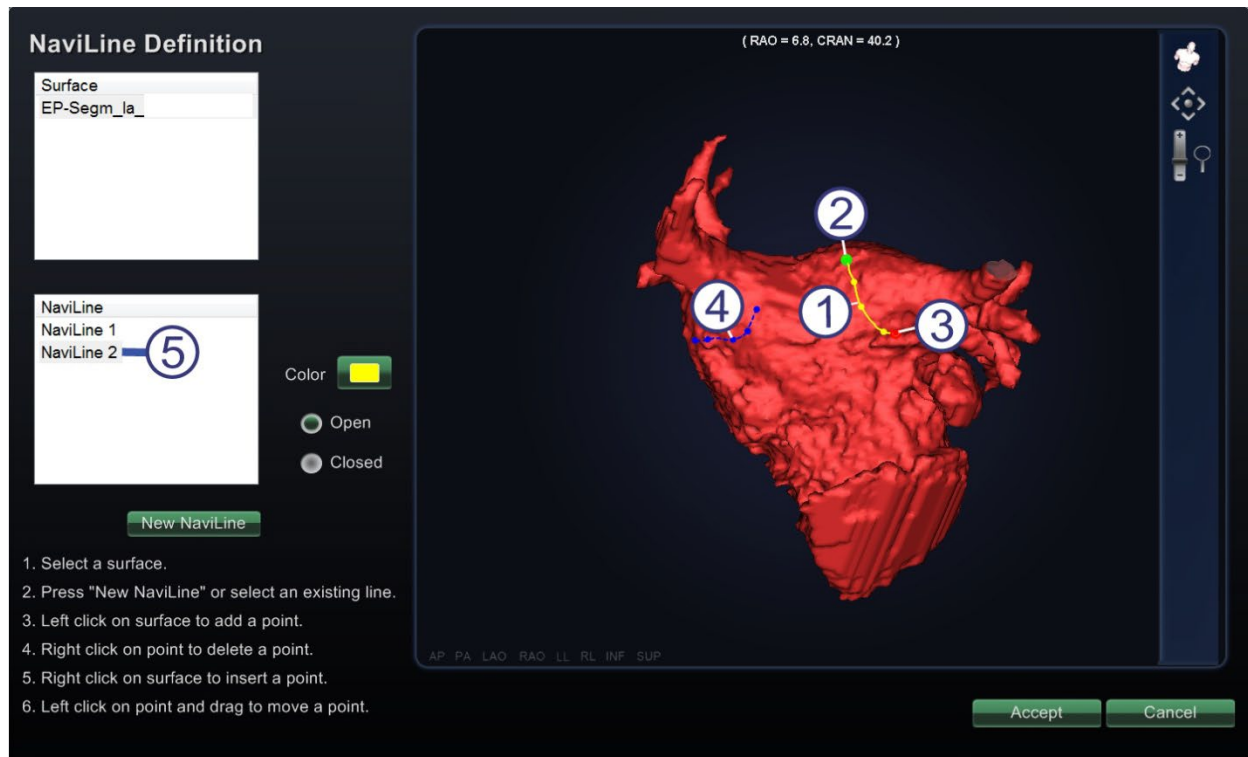 NaviLine Definition
Surface
EP-Segm_la_
NaviLine
NaviLine 1
NaviLine 2
5
Color
Open
Closed
New NaviLine
1. Select a surface.
2. Press "New NaviLine" or select an existing line.
3. Left click on surface to add a point.
4. Right click on point to delete a point.
5. Right click on surface to insert a point.
6. Left click on point and drag to move a point.
( RAO = 6.8, CRAN = 40.2 )
2
4
1
3
AP PA LAO RAO LL RL INF SUP
Accept
Cancel